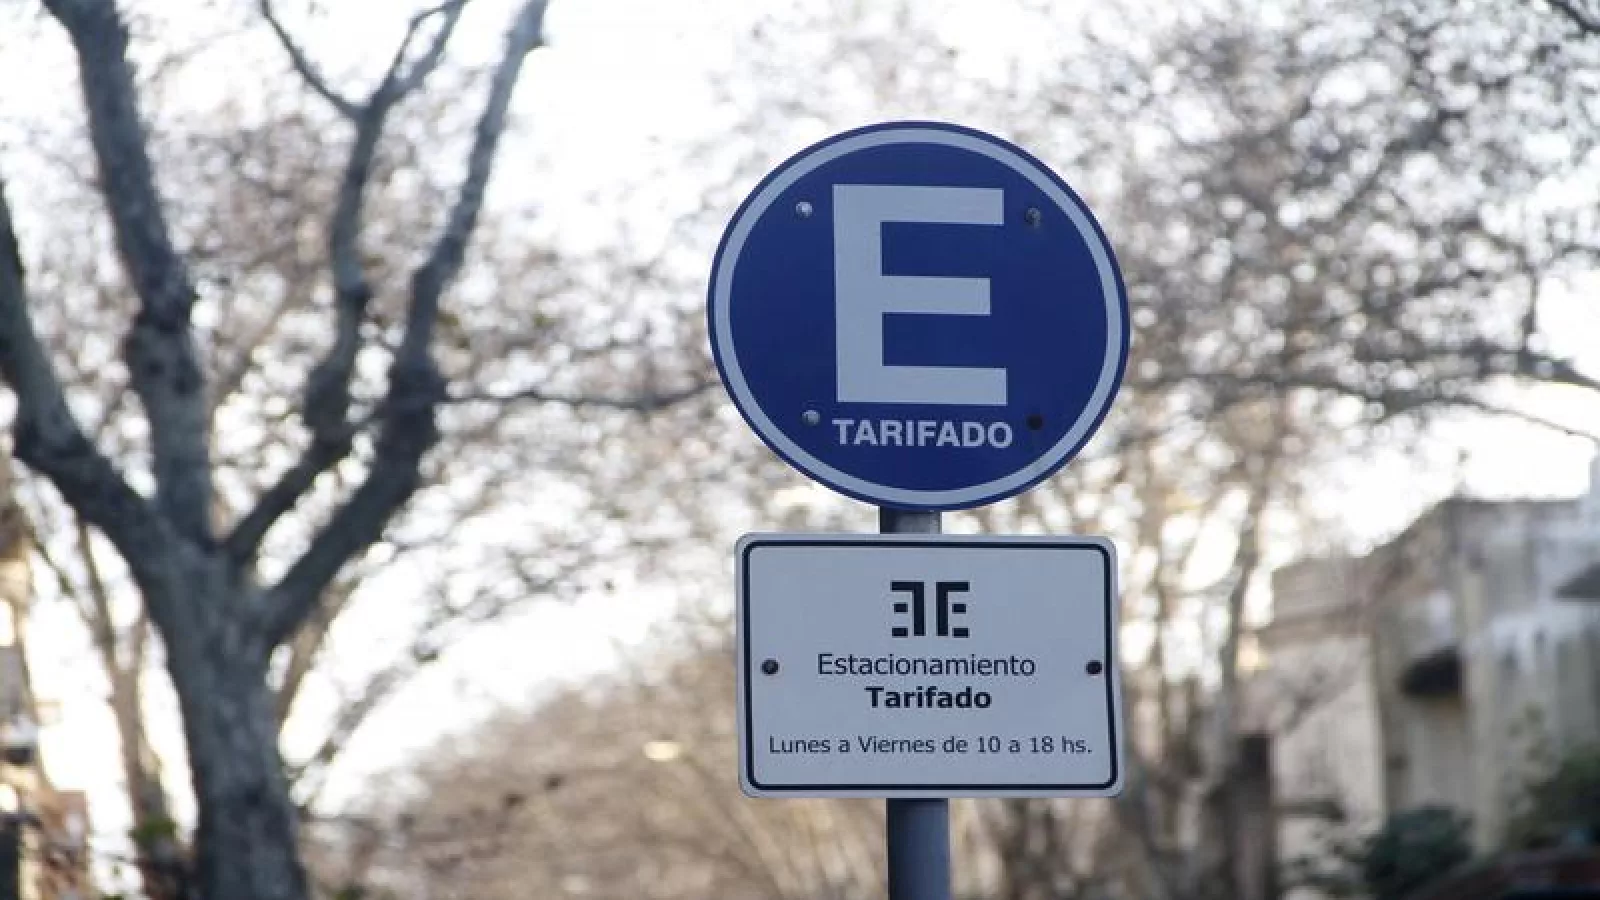 E
TARIFADO
Estacionamiento
Tarifado
Lunes a Viernes de 10 a 18 hs.